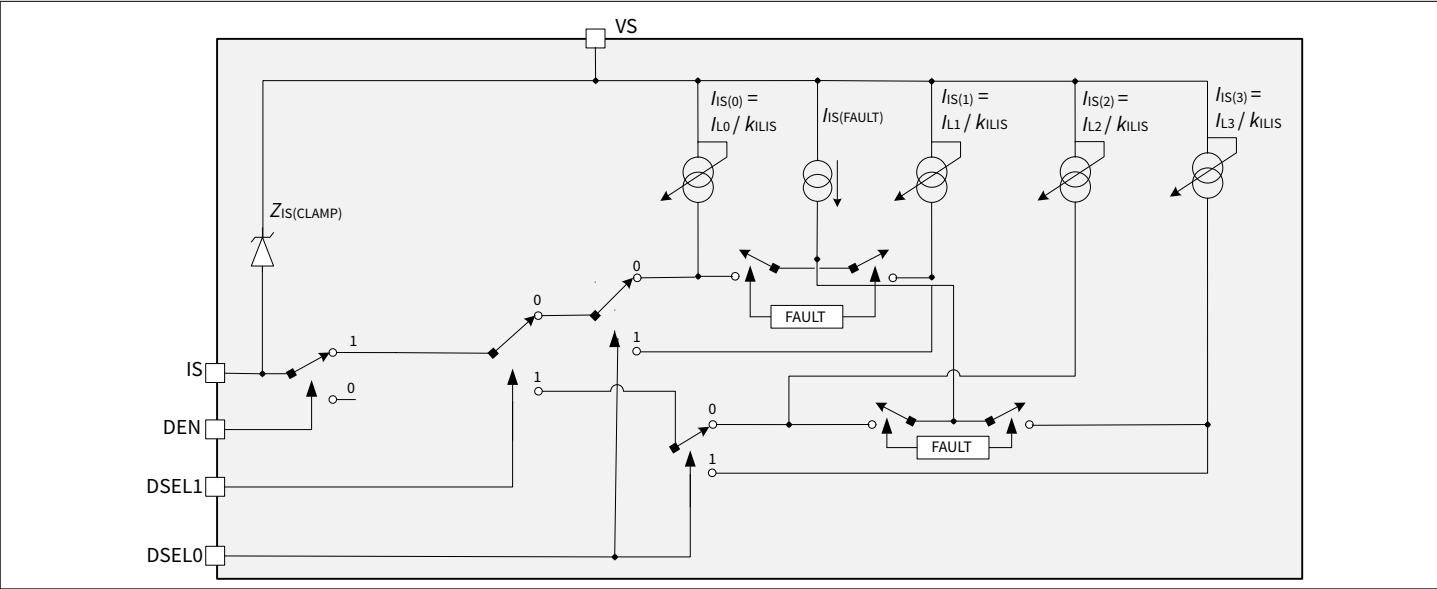 VS
IIS(0) =
IL0 / kILIS
IIS(FAULT)
IIS(1) =
IL1 / kILIS
IIS(2) =
IL2 / kILIS
IIS(3) =
IL3 / kILIS
ZIS(CLAMP)
0
0
1
FAULT
1
IS
1
0
0
DEN
FAULT
1
DSEL1
DSEL0